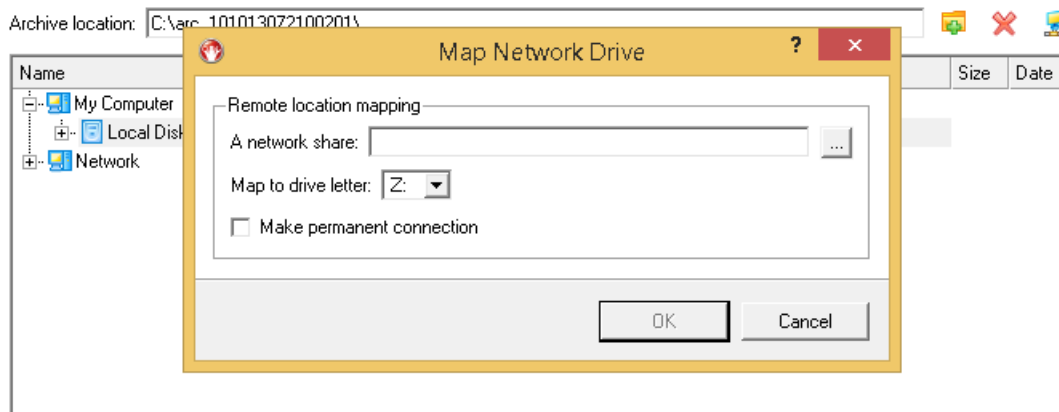 Archive location: C:\arc_101013072100201\
Map Network Drive ? ×
Name Size Date
My Computer
Remote location mapping
Local Disk
A network share: ...
Network
Map to drive letter: Z:
Make permanent connection
OK Cancel